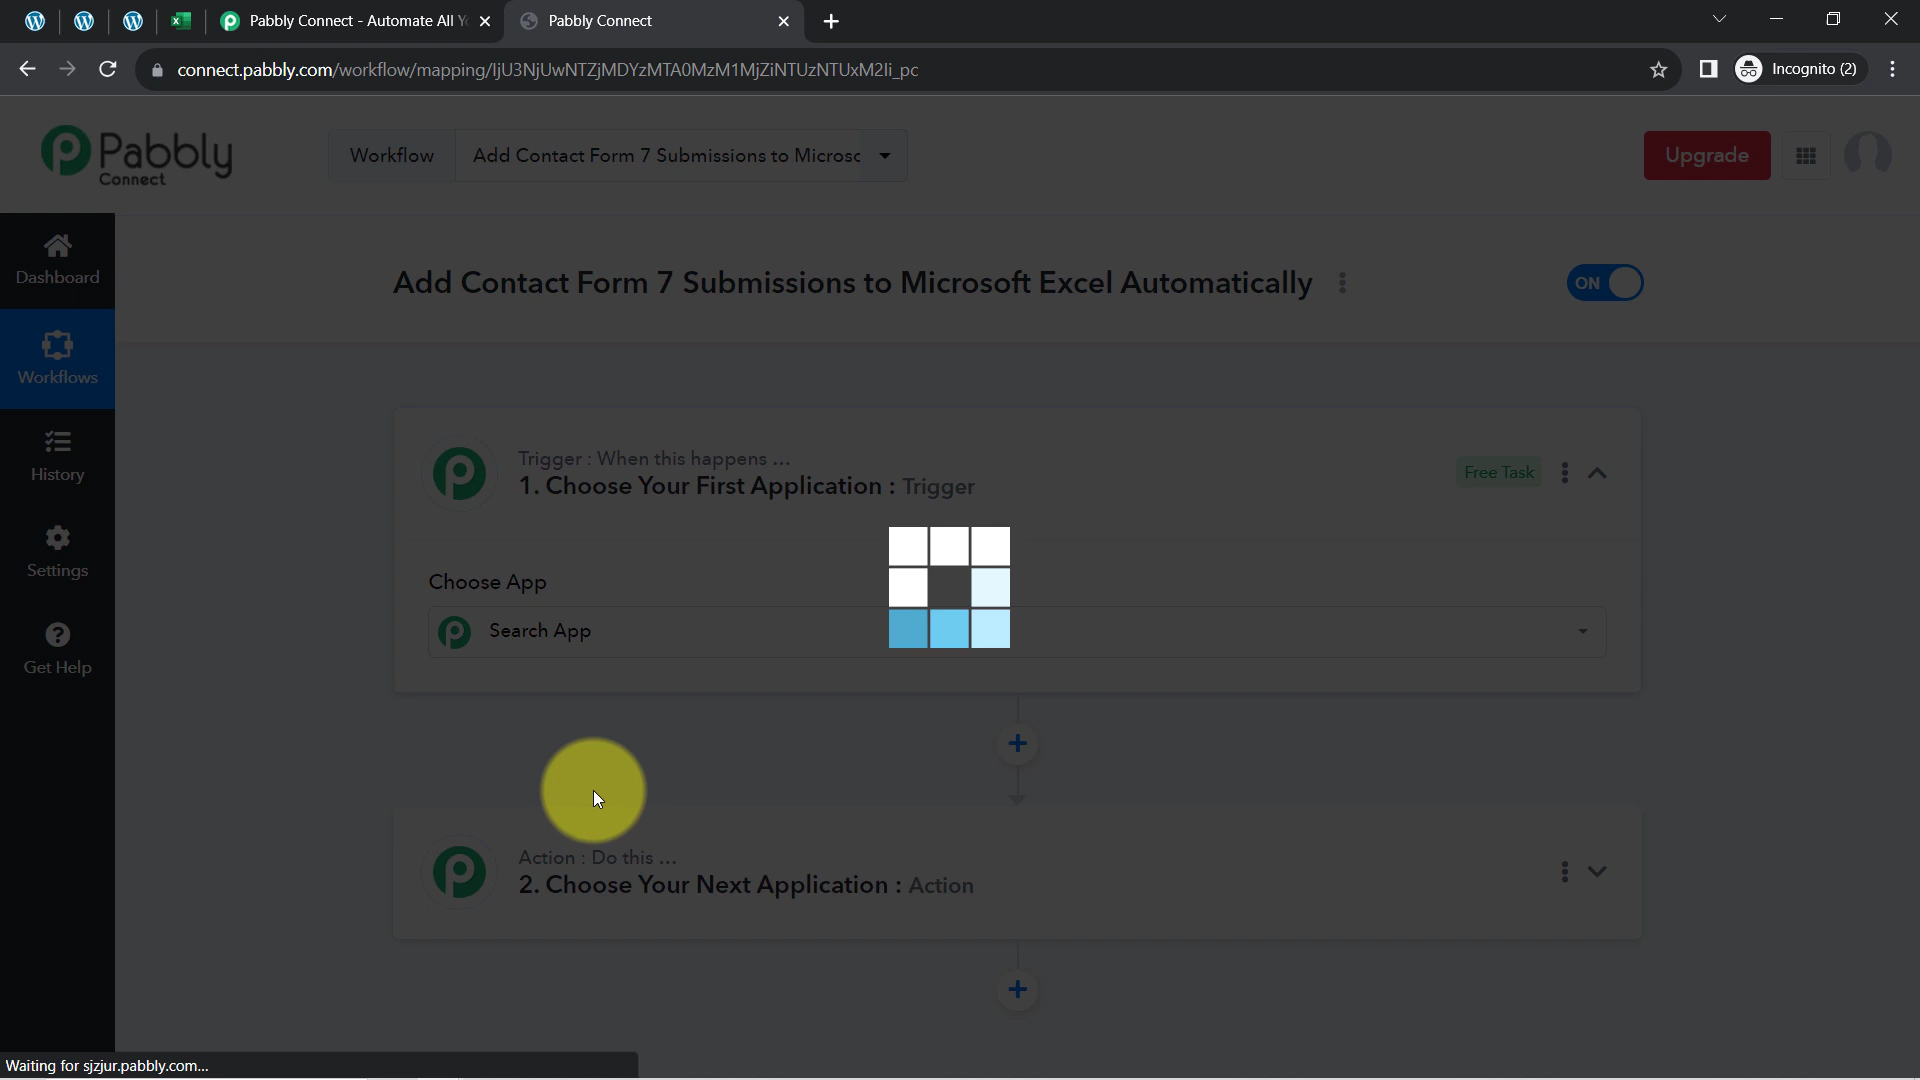 Pabbly Connect - Automate All Yo
Pabbly Connect
connect.pabbly.com/workflow/mapping/IjU3NjUwNTZjMDYzMTA0MzM1MjZiNTUzNTUxM2Ii_pc
Incognito (2)
Pabbly
Connect
Workflow
Add Contact Form 7 Submissions to Microsc
Upgrade
Dashboard
Workflows
History
Settings
Get Help
Add Contact Form 7 Submissions to Microsoft Excel Automatically
ON
Trigger : When this happens ...
1. Choose Your First Application : Trigger
Free Task
Choose App
Search App
Action : Do this ...
2. Choose Your Next Application : Action
Waiting for sjzjur.pabbly.com...